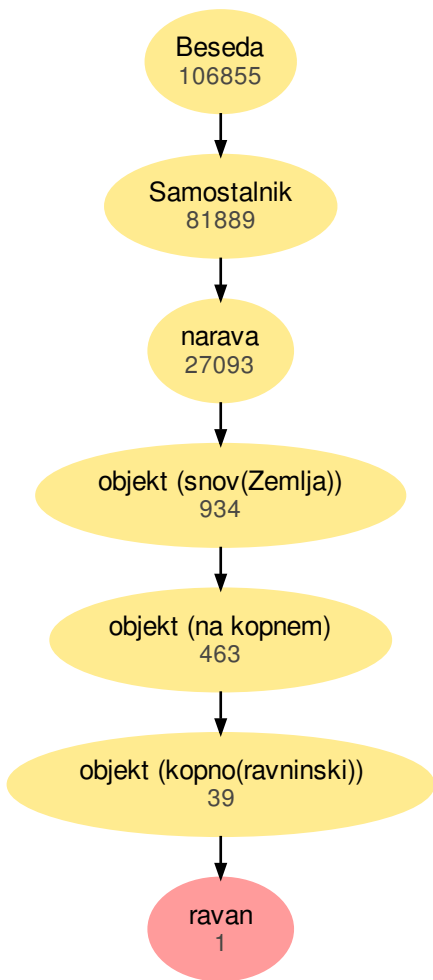 Beseda
106855
Samostalnik
81889
narava
27093
objekt (snov(Zemlja))
934
objekt (na kopnem)
463
objekt (kopno(ravninski))
39
ravan
1